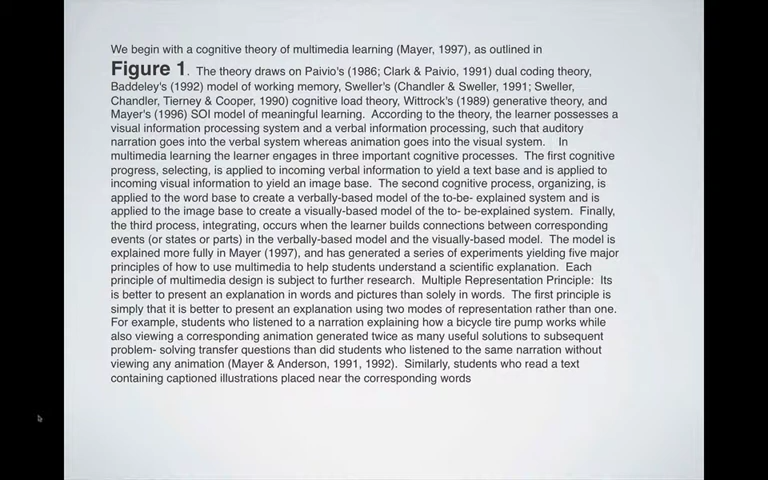 We begin with a cognitive theory of multimedia learning (Mayer, 1997), as outlined in
Figure 1. The theory draws on Paivio's (1986; Clark & Paivio, 1991) dual coding theory,
Baddeley's (1992) model of working memory, Sweller's (Chandler & Sweller, 1991; Sweller,
Chandler, Tierney & Cooper, 1990) cognitive load theory, Wittrock's (1989) generative theory, and
Mayer's (1996) SOI model of meaningful learning. According to the theory, the learner possesses a
visual information processing system and a verbal information processing, such that auditory
narration goes into the verbal system whereas animation goes into the visual system. In
multimedia learning the learner engages in three important cognitive processes. The first cognitive
progress, selecting, is applied to incoming verbal information to yield a text base and is applied to
incoming visual information to yield an image base. The second cognitive process, organizing, is
applied to the word base to create a verbally-based model of the to-be- explained system and is
applied to the image base to create a visually-based model of the to- be-explained system. Finally,
the third process, integrating, occurs when the learner builds connections between corresponding
events (or states or parts) in the verbally-based model and the visually-based model. The model is
explained more fully in Mayer (1997), and has generated a series of experiments yielding five major
principles of how to use multimedia to help students understand a scientific explanation. Each
principle of multimedia design is subject to further research. Multiple Representation Principle: Its
is better to present an explanation in words and pictures than solely in words. The first principle is
simply that it is better to present an explanation using two modes of representation rather than one.
For example, students who listened to a narration explaining how a bicycle tire pump works while
also viewing a corresponding animation generated twice as many useful solutions to subsequent
problem- solving transfer questions than did students who listened to the same narration without
viewing any animation (Mayer & Anderson, 1991, 1992). Similarly, students who read a text
containing captioned illustrations placed near the corresponding words